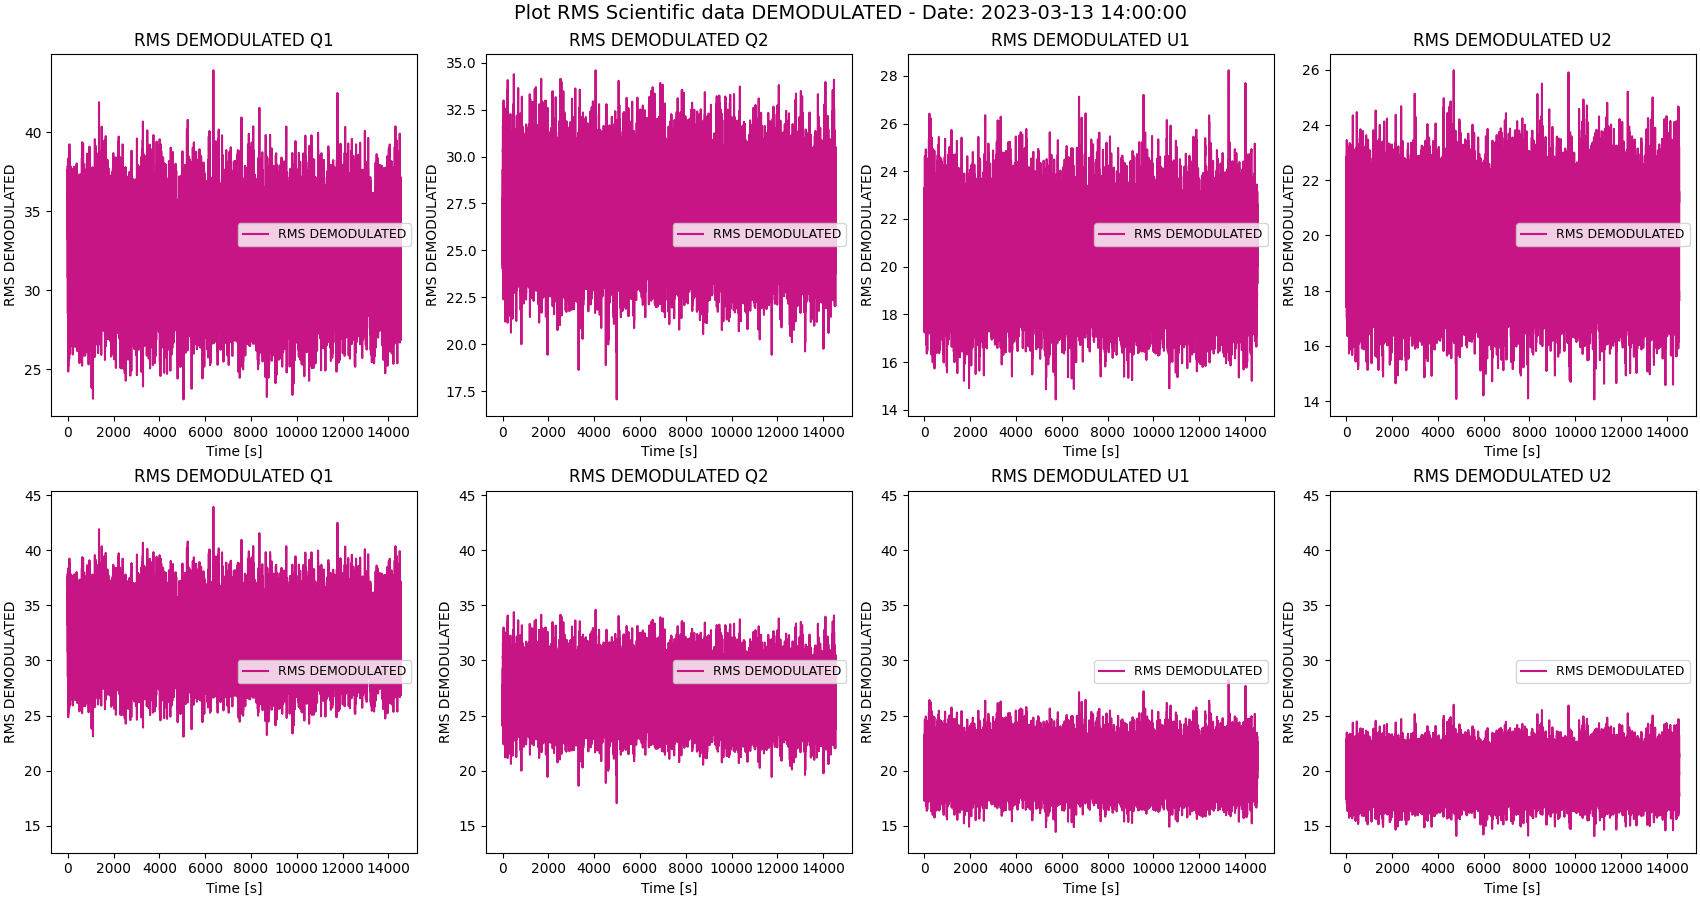 Plot RMS Scientific data DEMODULATED - Date: 2023-03-13 14:00:00
RMS DEMODULATED Q1
RMS DEMODULATED
40
35
30
25
RMS DEMODULATED
0 2000 4000 6000 8000 10000 12000 14000
Time [s]
RMS DEMODULATED Q2
RMS DEMODULATED
35.0
32.5
30.0
27.5
25.0
22.5
20.0
17.5
RMS DEMODULATED
0 2000 4000 6000 8000 10000 12000 14000
Time [s]
RMS DEMODULATED U1
RMS DEMODULATED
28
26
24
22
20
18
16
14
RMS DEMODULATED
0 2000 4000 6000 8000 10000 12000 14000
Time [s]
RMS DEMODULATED U2
RMS DEMODULATED
26
24
22
20
18
16
14
RMS DEMODULATED
0 2000 4000 6000 8000 10000 12000 14000
Time [s]
RMS DEMODULATED Q1
RMS DEMODULATED
45
40
35
30
25
20
15
RMS DEMODULATED
0 2000 4000 6000 8000 10000 12000 14000
Time [s]
RMS DEMODULATED Q2
RMS DEMODULATED
45
40
35
30
25
20
15
RMS DEMODULATED
0 2000 4000 6000 8000 10000 12000 14000
Time [s]
RMS DEMODULATED U1
RMS DEMODULATED
45
40
35
30
25
20
15
RMS DEMODULATED
0 2000 4000 6000 8000 10000 12000 14000
Time [s]
RMS DEMODULATED U2
RMS DEMODULATED
45
40
35
30
25
20
15
RMS DEMODULATED
0 2000 4000 6000 8000 10000 12000 14000
Time [s]